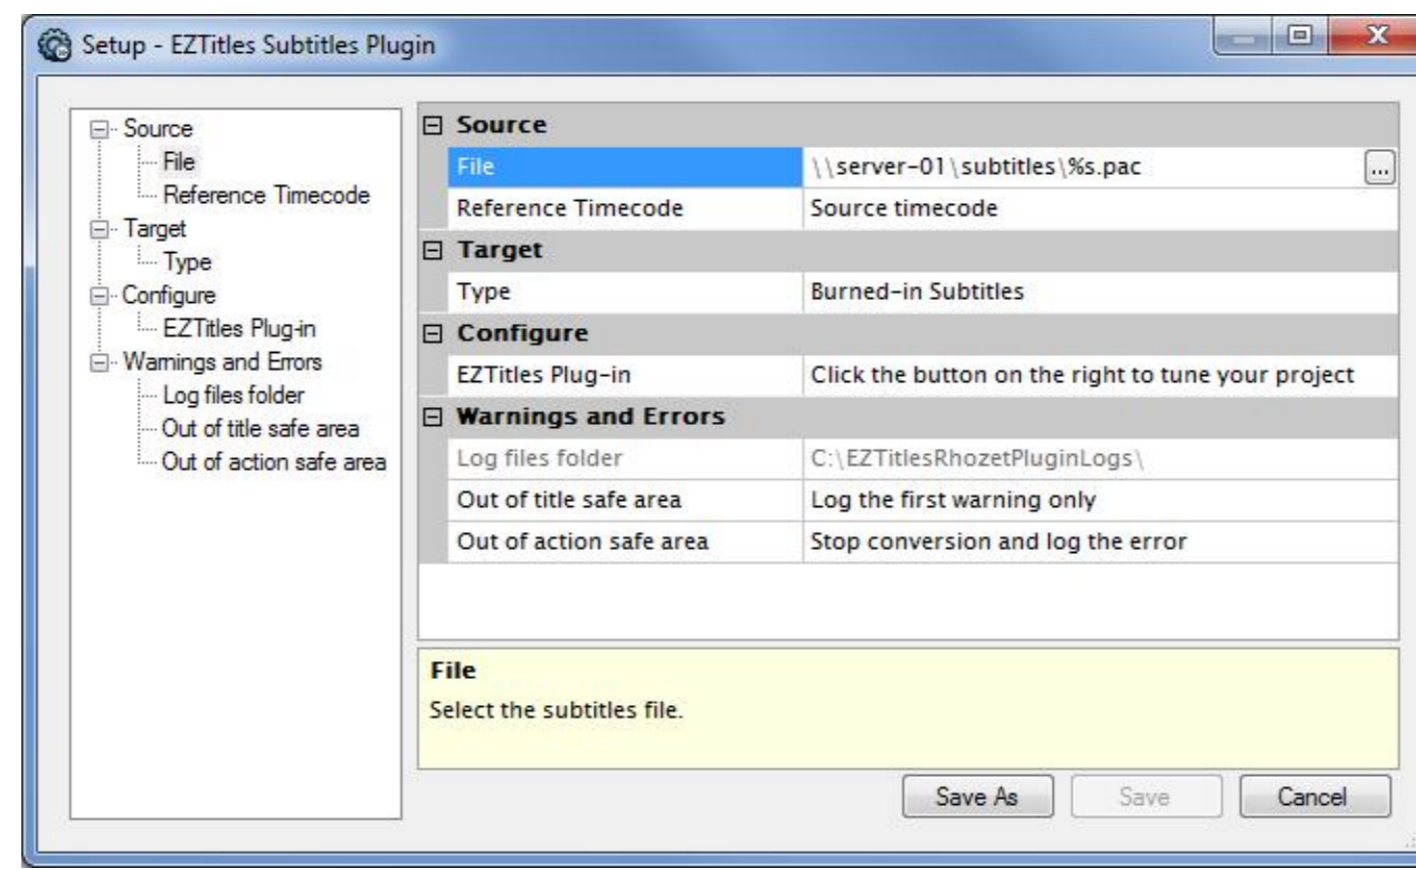 Setup - EZTitles Subtitles Plugin
Source
File
Reference Timecode
Target
Type
Configure
EZTitles Plug-in
Warnings and Errors
Log files folder
Out of title safe area
Out of action safe area
Source
File \\server-01\subtitles\%s.pac ...
Reference Timecode Source timecode
Target
Type Burned-in Subtitles
Configure
EZTitles Plug-in Click the button on the right to tune your project
Warnings and Errors
Log files folder C:\EZTitlesRhozetPluginLogs\
Out of title safe area Log the first warning only
Out of action safe area Stop conversion and log the error
File
Select the subtitles file.
Save As Save Cancel